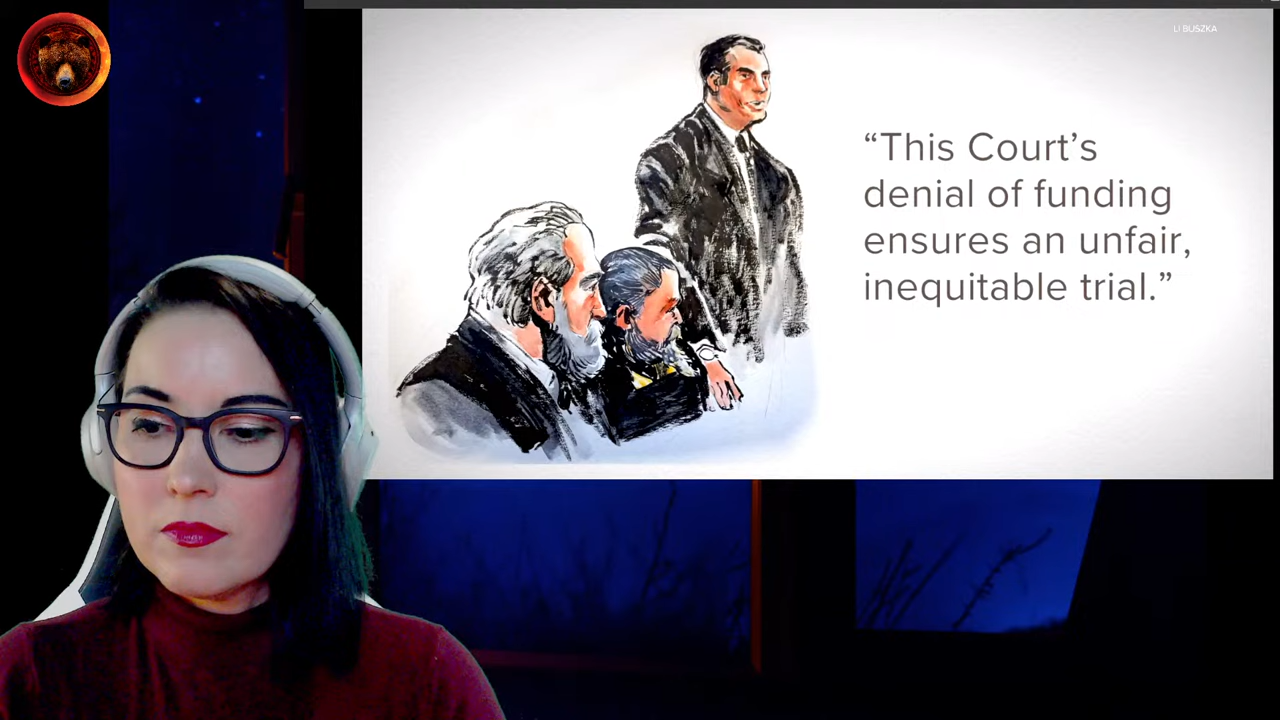 LI BUSZKA
“This Court’s
denial of funding
ensures an unfair,
inequitable trial.”